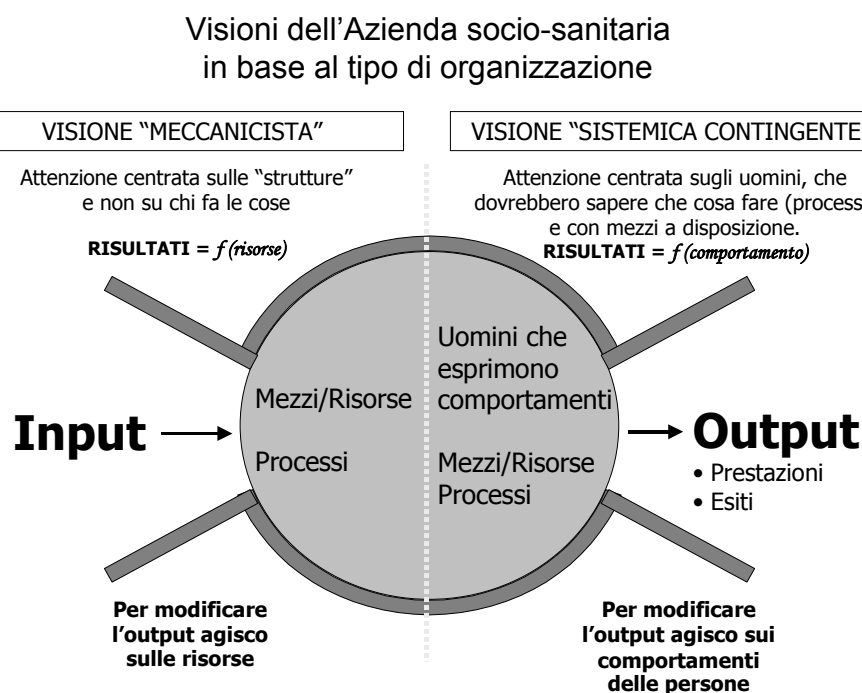 Visioni dell’Azienda socio-sanitaria
in base al tipo di organizzazione
VISIONE “MECCANICISTA”
Attenzione centrata sulle “strutture”
e non su chi fa le cose
RISULTATI = f (risorse)
VISIONE “SISTEMICA CONTINGENTE
Attenzione centrata sugli uomini, che
dovrebbero sapere che cosa fare (process
e con mezzi a disposizione.
RISULTATI = f (comportamento)
Input
Mezzi/Risorse
Processi
Uomini che
esprimono
comportamenti
Mezzi/Risorse
Processi
Output
• Prestazioni
• Esiti
Per modificare
l’output agisco
sulle risorse
Per modificare
l’output agisco sui
comportamenti
delle persone